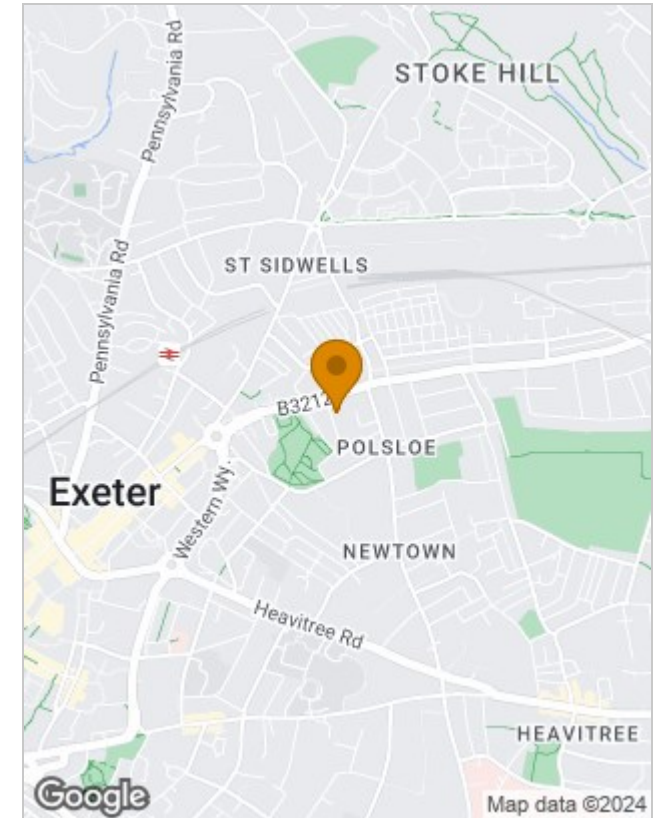 Pennsylvania Rd
STOKE HILL
ST SIDWELLS
Pennsylvania Rd
B3212
POLSLOE
Exeter
Western Wy.
NEWTOWN
Heavitree Rd
HEAVITREE
Google
Map data ©2024